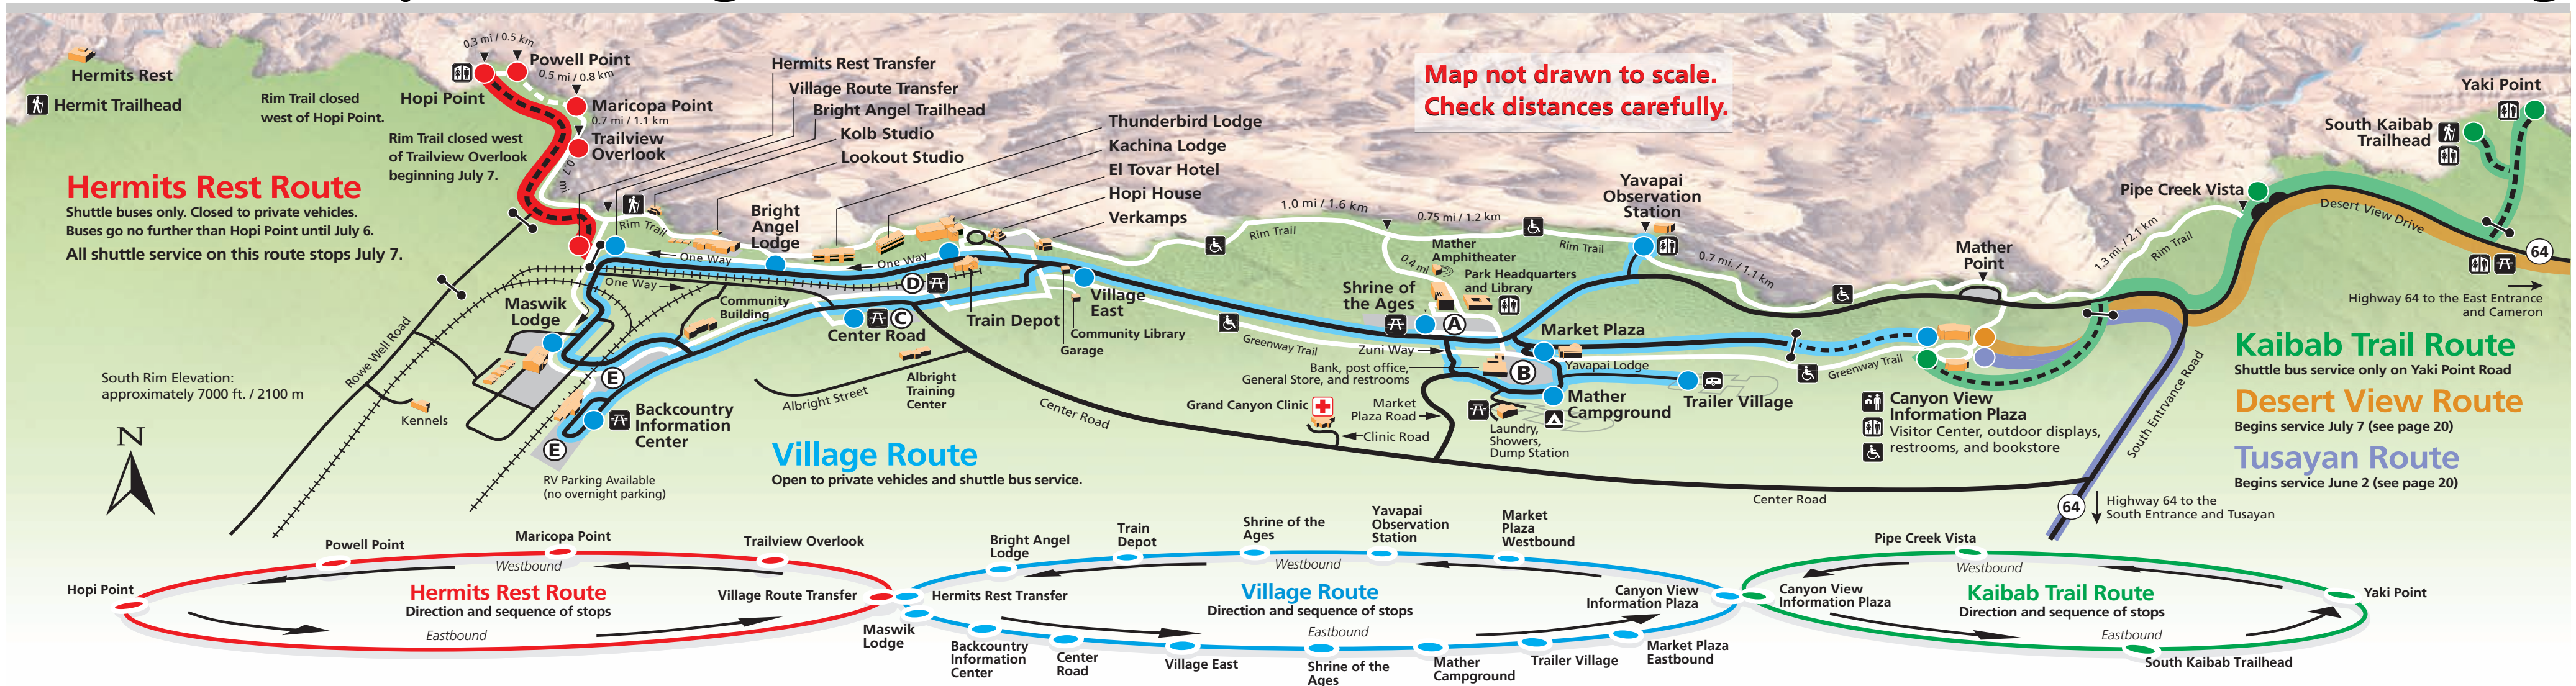 Hermits Rest
Hermit Trailhead
0.3 mi / 0.5 km
Powell Point
0.5 mi / 0.8 km
Hopi Point
Rim Trail closed
west of Hopi Point.
Maricopa Point
0.7 mi / 1.1 km
Trailview
Overlook
Rim Trail closed west
of Trailview Overlook
beginning July 7.
0.7 mi
Hermits Rest Route
Shuttle buses only. Closed to private vehicles.
Buses go no further than Hopi Point until July 6.
All shuttle service on this route stops July 7.
Hermits Rest Transfer
Village Route Transfer
Bright Angel Trailhead
Kolb Studio
Lookout Studio
Thunderbird Lodge
Kachina Lodge
El Tovar Hotel
Hopi House
Verkamps
Map not drawn to scale.
Check distances carefully.
Rim Trail
Bright
Angel
Lodge
One Way
One Way
One Way
1.0 mi / 1.6 km
Rim Trail
0.75 mi / 1.2 km
Rim Trail
Yavapai
Observation
Station
0.7 mi. / 1.1 km
Mather
Point
1.3 mi. / 2.1 km
Rim Trail
Pipe Creek Vista
South Kaibab
Trailhead
Yaki Point
Desert View Drive
64
Highway 64 to the East Entrance
and Cameron
Mather
Amphitheater
0.4 mi
Park Headquarters
and Library
Shrine of
the Ages
A
Maswik
Lodge
Community
Building
D
C
Center Road
Train Depot
Village
East
Community Library
Garage
Greenway Trail
Zuni Way
Market Plaza
Yavapai Lodge
Bank, post office,
General Store, and restrooms
B
Mather
Campground
Trailer Village
Greenway Trail
Rowe Well Road
South Rim Elevation:
approximately 7000 ft. / 2100 m
Kennels
N
E
Backcountry
Information
Center
E
RV Parking Available
(no overnight parking)
Albright Street
Albright
Training
Center
Center Road
Grand Canyon Clinic
Market
Plaza Road
Clinic Road
Laundry,
Showers,
Dump Station
Village Route
Open to private vehicles and shuttle bus service.
Canyon View
Information Plaza
Visitor Center, outdoor displays,
restrooms, and bookstore
Center Road
South Entrance Road
64
Highway 64 to the
South Entrance and Tusayan
Kaibab Trail Route
Shuttle bus service only on Yaki Point Road
Desert View Route
Begins service July 7 (see page 20)
Tusayan Route
Begins service June 2 (see page 20)
Hopi Point
Powell Point
Maricopa Point
Trailview Overlook
Westbound
Hermits Rest Route
Direction and sequence of stops
Village Route Transfer
Eastbound
Bright Angel
Lodge
Train
Depot
Shrine of the
Ages
Yavapai
Observation
Station
Market
Plaza
Westbound
Westbound
Hermits Rest Transfer
Village Route
Direction and sequence of stops
Canyon View
Information Plaza
Eastbound
Maswik
Lodge
Backcountry
Information
Center
Center
Road
Village East
Shrine of the
Ages
Mather
Campground
Trailer Village
Market Plaza
Eastbound
Pipe Creek Vista
Westbound
Canyon View
Information Plaza
Kaibab Trail Route
Direction and sequence of stops
Yaki Point
Eastbound
South Kaibab Trailhead